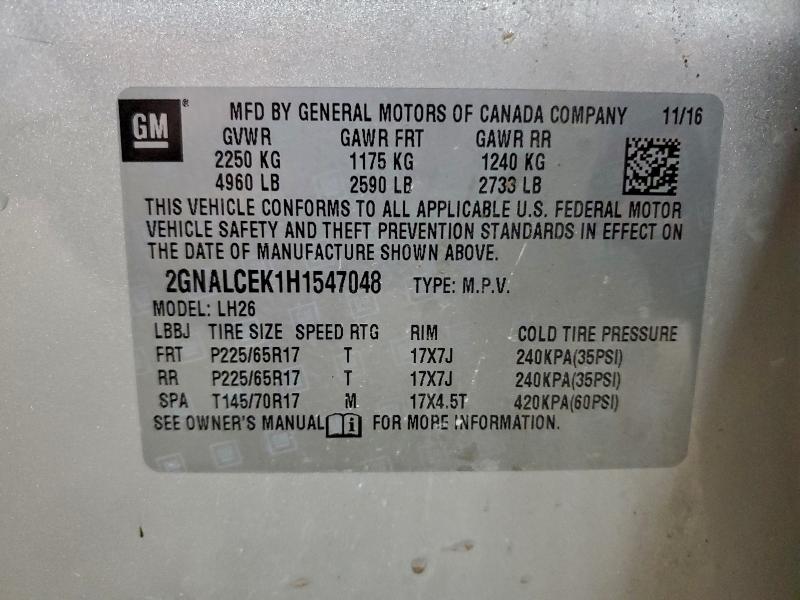 GM ® MFD BY GENERAL MOTORS OF CANADA COMPANY 11/16
GVWR GAWR FRT GAWR RR
2250 KG 1175 KG 1240 KG
4960 LB 2590 LB 2733 LB
THIS VEHICLE CONFORMS TO ALL APPLICABLE U.S. FEDERAL MOTOR
VEHICLE SAFETY AND THEFT PREVENTION STANDARDS IN EFFECT ON
THE DATE OF MANUFACTURE SHOWN ABOVE.
2GNALCEK1H1547048 TYPE: M.P.V.
MODEL: LH26
LBBJ TIRE SIZE SPEED RTG RIM COLD TIRE PRESSURE
FRT P225/65R17 T 17X7J 240KPA(35PSI)
RR P225/65R17 T 17X7J 240KPA(35PSI)
SPA T145/70R17 M 17X4.5T 420KPA(60PSI)
SEE OWNER'S MANUAL i FOR MORE INFORMATION.